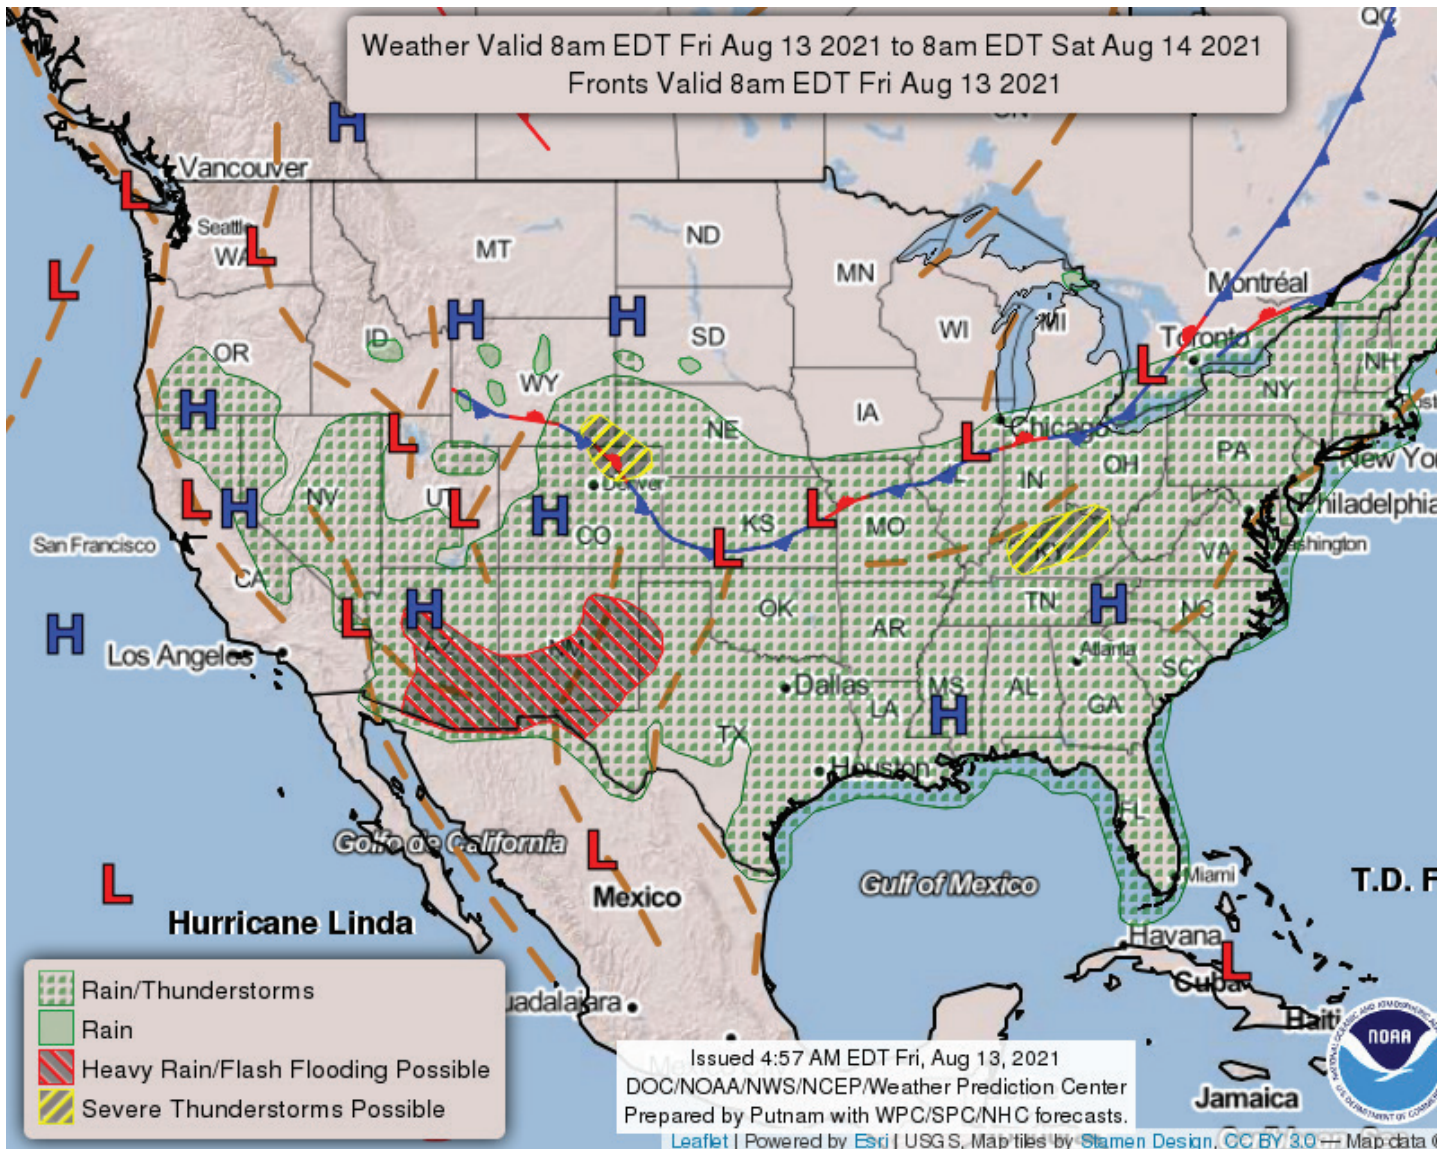 Weather Valid 8am EDT Fri Aug 13 2021 to 8am EDT Sat Aug 14 2021
Fronts Valid 8am EDT Fri Aug 13 2021
QC
H
Vancouver
L
Seattle
WA
L
MT
ND
MN
L
Montréal
H
H
OR
ID
WY
SD
WI
MI
Toronto
L
NH
NY
H
IA
NE
Chicago
L
L
PA
New Yo
OH
IN
Denver
NV
UT
L
H
L
H
CO
KS
L
MO
Philadelphia
San Francisco
L
KY
VA
CA
H
L
OK
TN
H
NC
H
Los Angeles
AZ
NM
AR
Atlanta
SC
Dallas
LA
MS
AL
GA
H
TX
Houston
FL
Golfo de California
L
Mexico
Gulf of Mexico
Miami
T.D. F
L
Hurricane Linda
Havana
L
Cuba
Haiti
Rain/Thunderstorms
Rain
Heavy Rain/Flash Flooding Possible
Severe Thunderstorms Possible
uadalajara
Issued 4:57 AM EDT Fri, Aug 13, 2021
DOC/NOAA/NWS/NCEP/Weather Prediction Center
Prepared by Putnam with WPC/SPC/NHC forecasts.
NOAA
Jamaica
Leaflet | Powered by Esri | USGS, Map tiles by Stamen Design, CC BY 3.0 — Map data ©